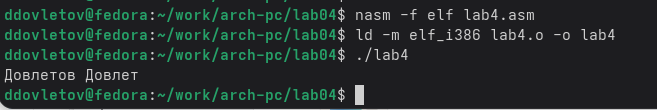 ddovletov@fedora:~/work/arch-pc/lab04$ nasm -f elf lab4.asm
ddovletov@fedora:~/work/arch-pc/lab04$ ld -m elf_i386 lab4.o -o lab4
ddovletov@fedora:~/work/arch-pc/lab04$ ./lab4
Довлетов Довлет
ddovletov@fedora:~/work/arch-pc/lab04$